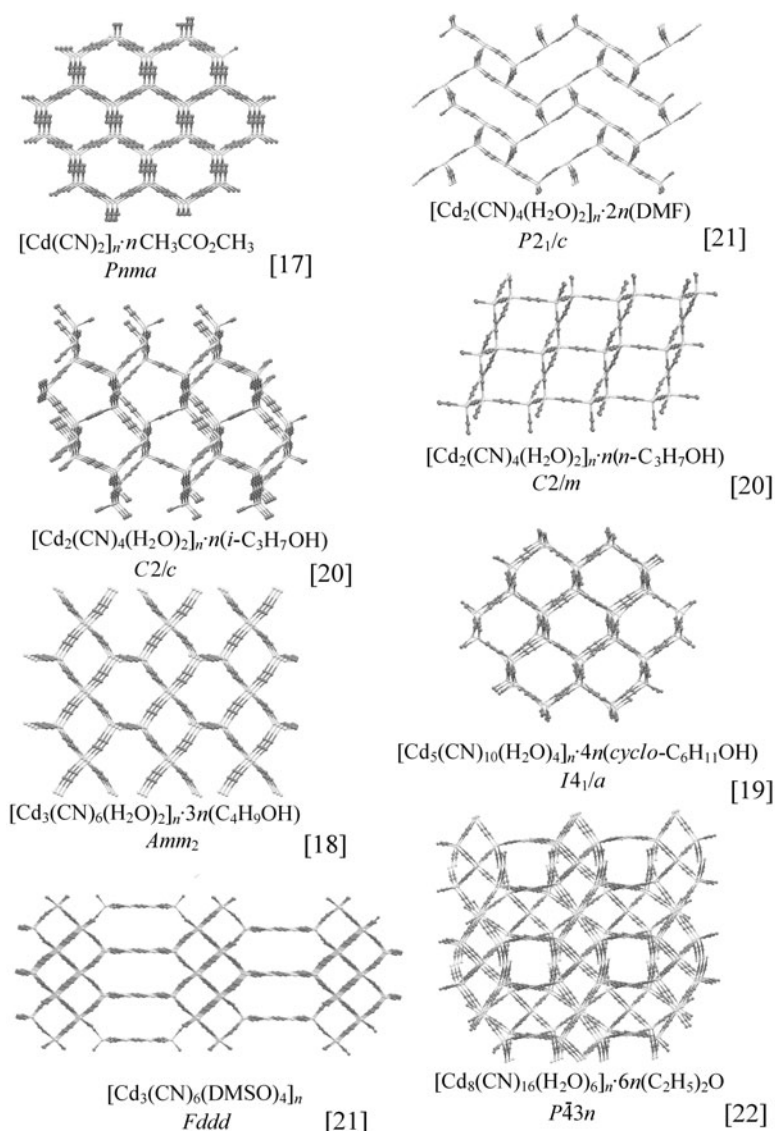 [Cd(CN)₂]ₙ·nCH₃CO₂CH₃
Pnma
[17]
[Cd₂(CN)₄(H₂O)₂]ₙ·2n(DMF)
P2₁/c
[21]
[Cd₂(CN)₄(H₂O)₂]ₙ·n(i-C₃H₇OH)
C2/c
[20]
[Cd₂(CN)₄(H₂O)₂]ₙ·n(n-C₃H₇OH)
C2/m
[20]
[Cd₃(CN)₆(H₂O)₂]ₙ·3n(C₄H₉OH)
Amm₂
[18]
[Cd₅(CN)₁₀(H₂O)₄]ₙ·4n(cyclo-C₆H₁₁OH)
I4₁/a
[19]
[Cd₃(CN)₆(DMSO)₄]ₙ
Fddd
[21]
[Cd₈(CN)₁₆(H₂O)₆]ₙ·6n(C₂H₅)₂O
P4̄3n
[22]